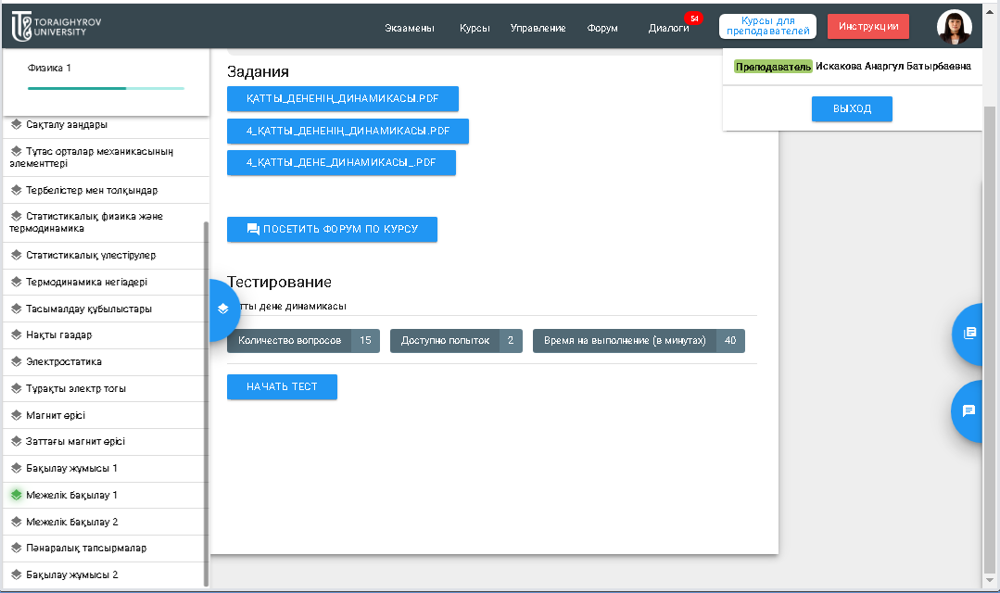 TORAIGHYROV
UNIVERSITY
Экзамены
Курсы
Управление
Форум
Диалоги
54
Курсы для
преподавателей
Инструкции
Преподаватель Искакова Анаргул Батырбаевна
ВЫХОД
Физика 1
Сақталу заңдары
Тұтас орталар механикасының
элементтері
Тербелістер мен толқындар
Статистикалық физика және
термодинамика
Статистикалық үлестірулер
Термодинамика негіздері
Тасымалдау құбылыстары
Нақты газдар
Электростатика
Тұрақты электр тогы
Магнит өрісі
Заттағы магнит өрісі
Бақылау жұмысы 1
Межелік бақылау 1
Межелік бақылау 2
Пәнаралық тапсырмалар
Бақылау жұмысы 2
Задания
ҚАТТЫ_ДЕНЕНІҢ_ДИНАМИКАСЫ.PDF
4_ҚАТТЫ_ДЕНЕНІҢ_ДИНАМИКАСЫ.PDF
4_ҚАТТЫ_ДЕНЕ_ДИНАМИКАСЫ_.PDF
ПОСЕТИТЬ ФОРУМ ПО КУРСУ
Тестирование
тты дене динамикасы
Количество вопросов 15
Доступно попыток 2
Время на выполнение (в минутах) 40
НАЧАТЬ ТЕСТ